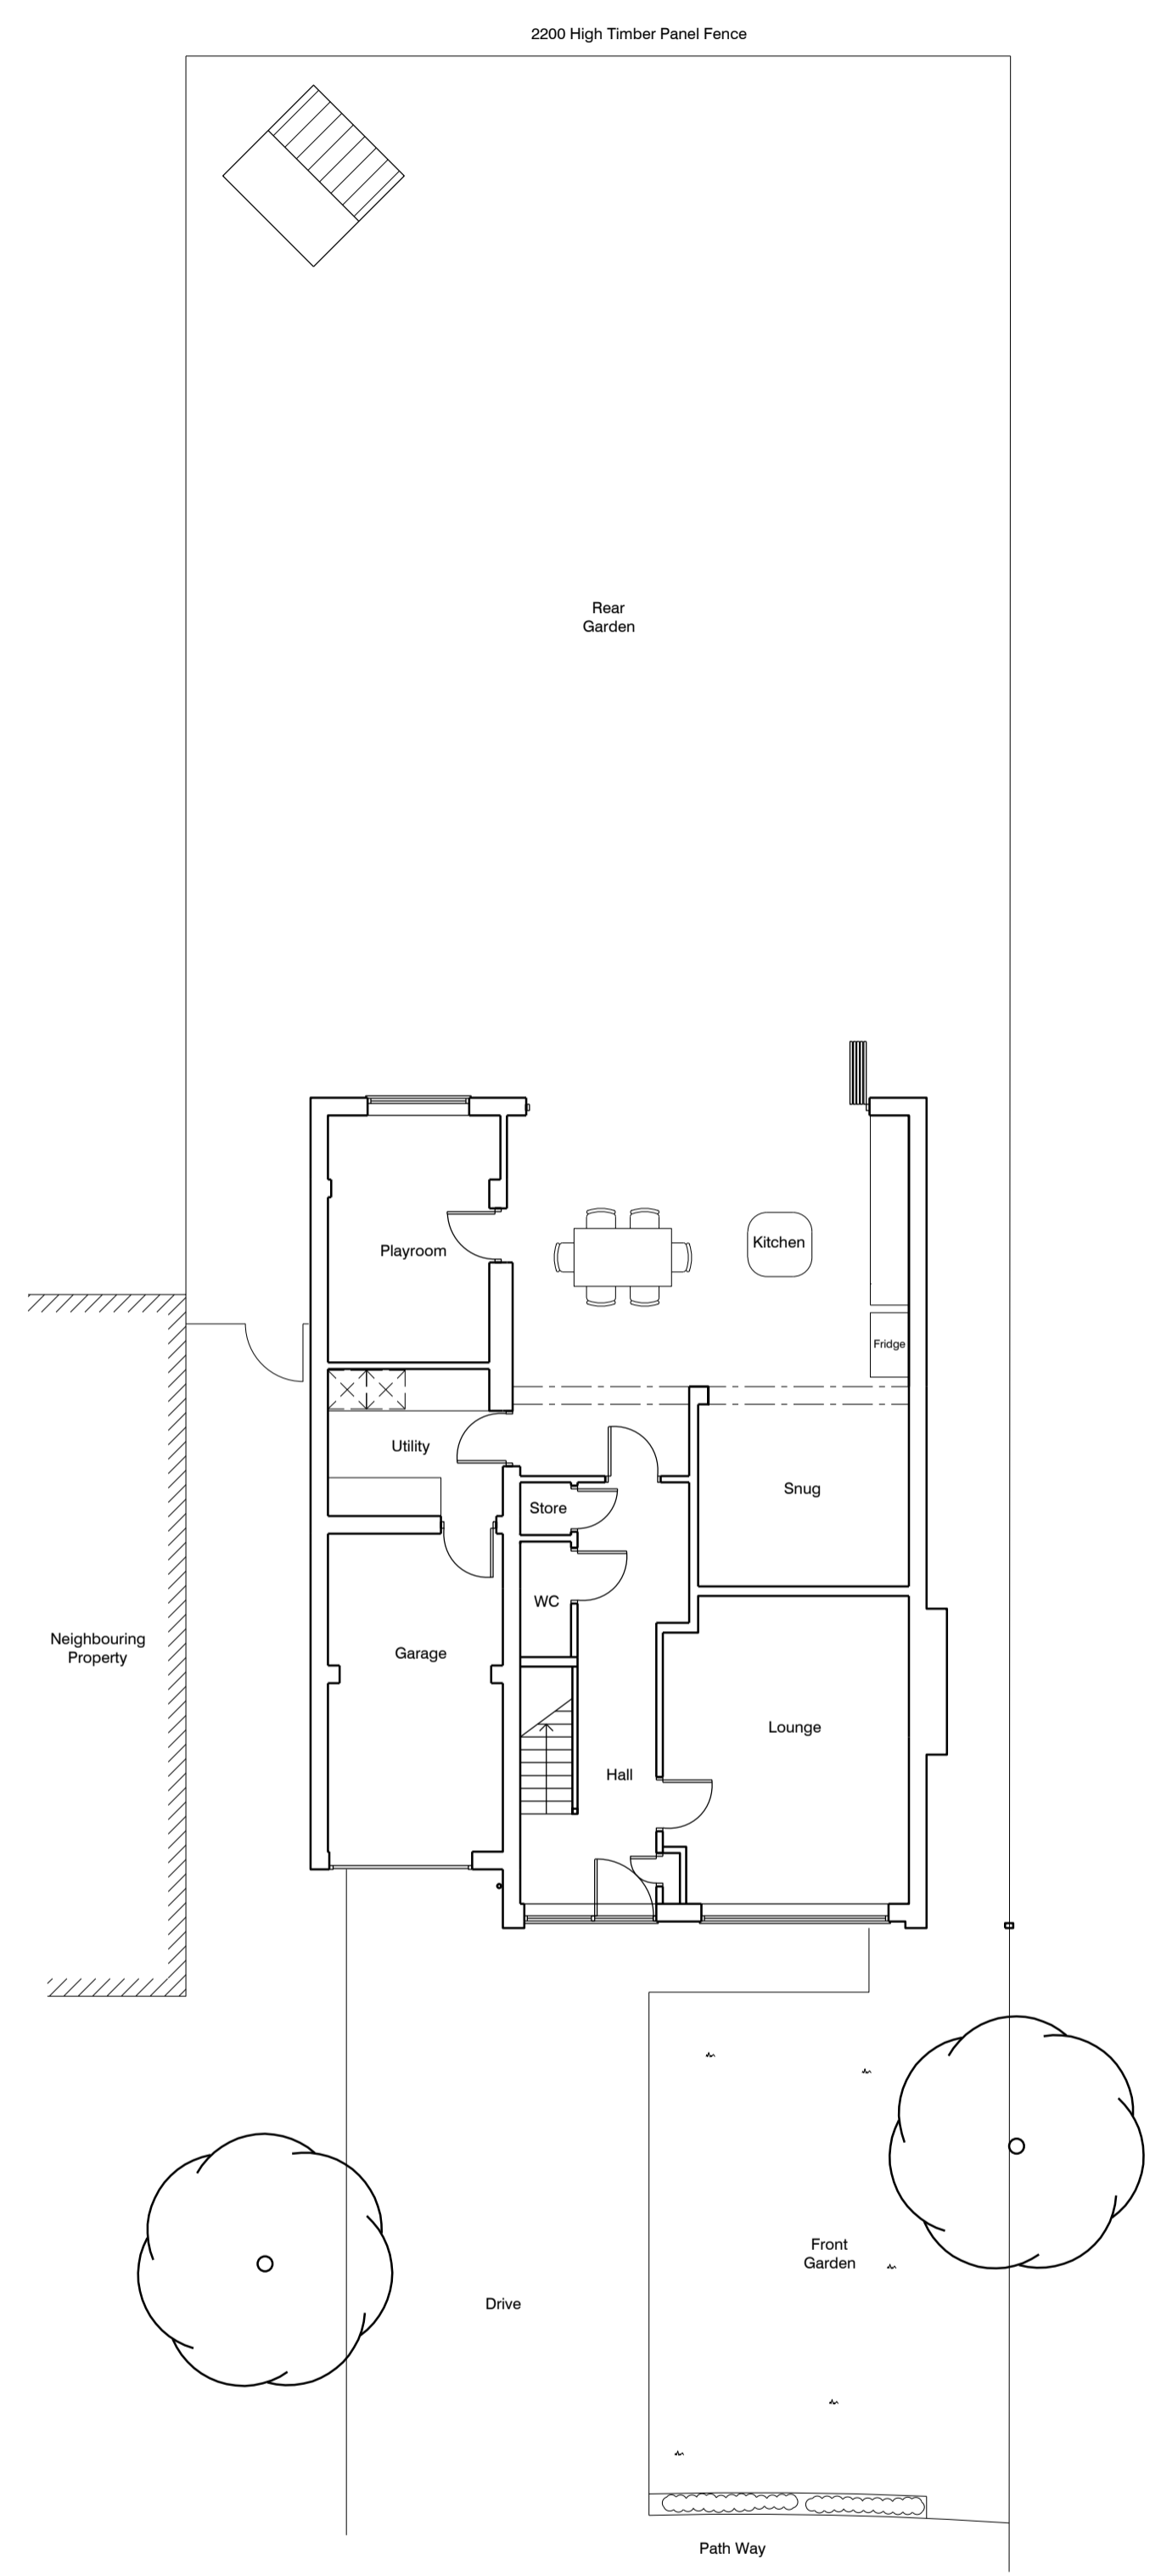 2200 High Timber Panel Fence
Rear
Garden
Kitchen
Playroom
Fridge
Utility
Snug
Store
WC
Neighbouring
Property
Garage
Lounge
Hall
Front
Garden
Drive
Path Way